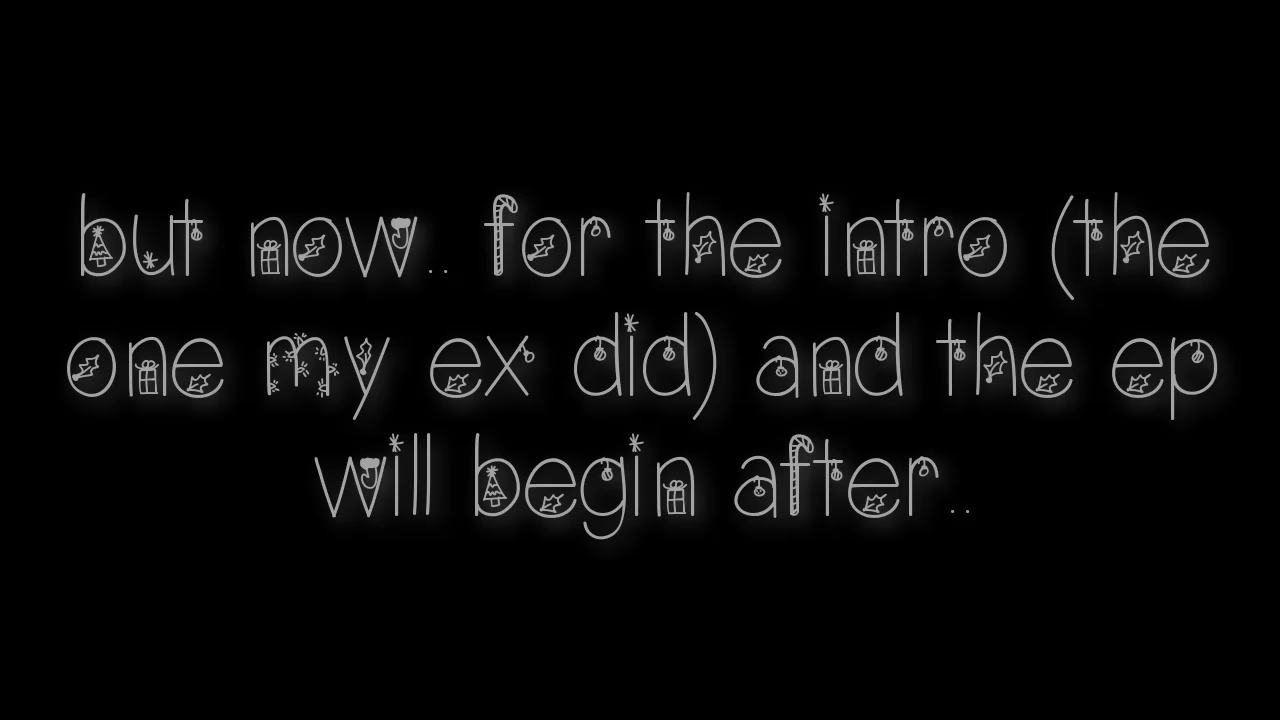 but now.. for the intro (the
one my ex did) and the ep
will begin after..